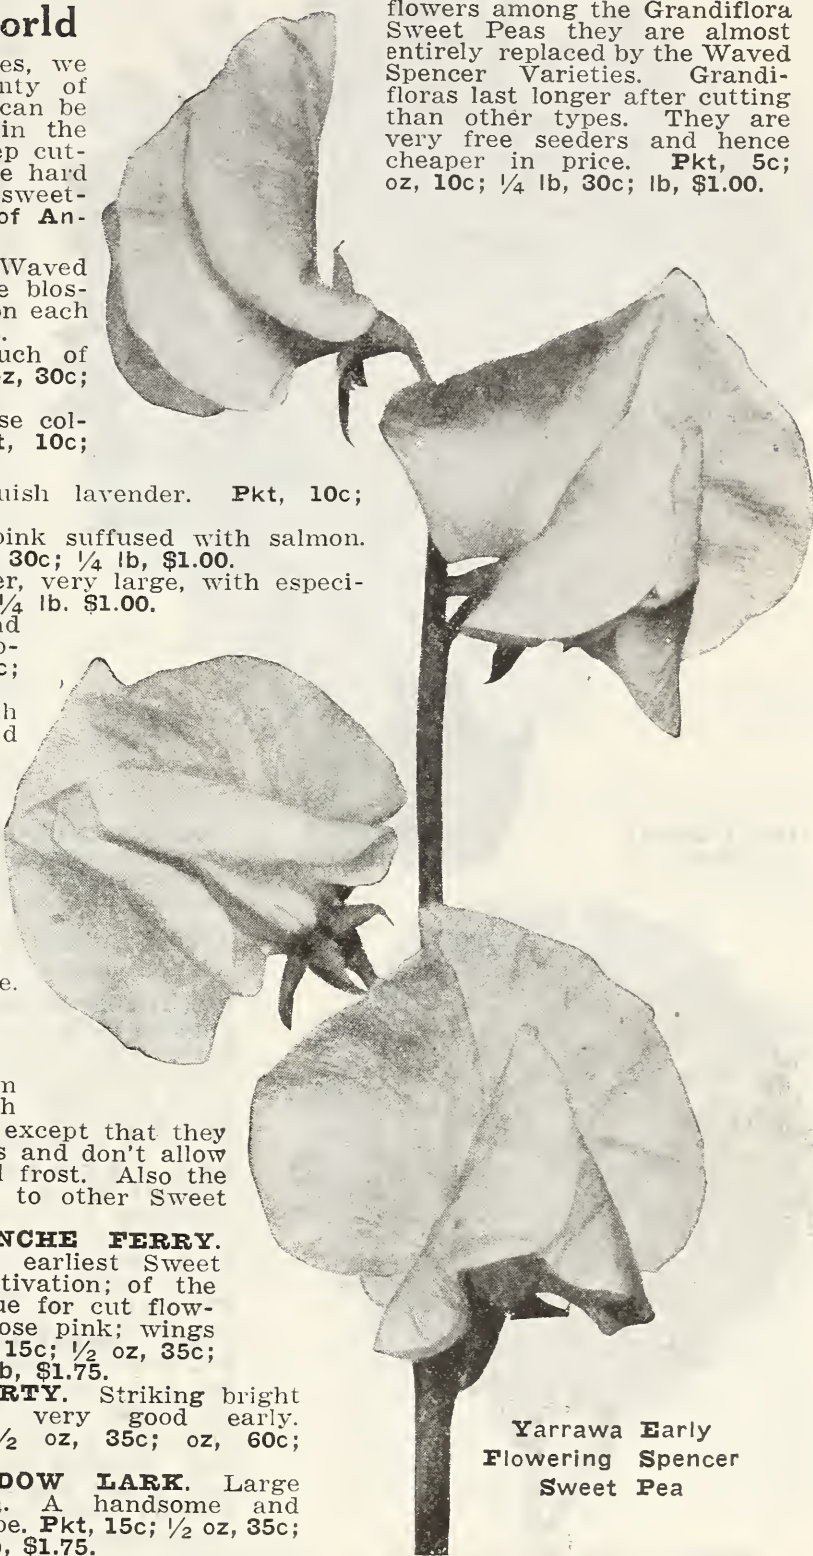 orld
es, we
nty of
can be
in the
ep cut-
e hard
sweet-
of An-
Waved
e blos-
n each
.
uch of
z, 30c;
se col-
t, 10c;
uish lavender. Pkt, 10c;
pink suffused with salmon.
30c; ¼ lb, $1.00.
er, very large, with especi-
¼ lb. $1.00.
nd
o-
c;
h
d
e.
n
h
except that they
s and don't allow
l frost. Also the
to other Sweet
NCHE FERRY.
earliest Sweet
tivation; of the
ue for cut flow-
ose pink; wings
15c; ½ oz, 35c;
b, $1.75.
RTY. Striking bright
very good early.
½ oz, 35c; oz, 60c;
DOW LARK. Large
. A handsome and
pe. Pkt, 15c; ½ oz, 35c;
, $1.75.
flowers among the Grandiflora
Sweet Peas they are almost
entirely replaced by the Waved
Spencer Varieties. Grandi-
floras last longer after cutting
than other types. They are
very free seeders and hence
cheaper in price. Pkt, 5c;
oz, 10c; ¼ lb, 30c; lb, $1.00.
Yarrawa Early
Flowering Spencer
Sweet Pea